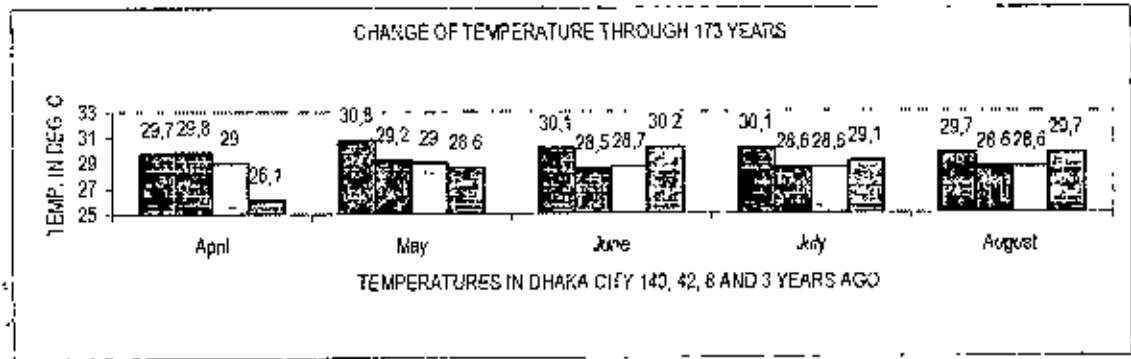 CHANGE OF TEMPERATURE THROUGH 173 YEARS
TEMP. IN DEG C
33
31
29
27
25
29,7 29,8 29 26,1
30,8 29,2 29 28 6
30,1 28,5 28,7 30 2
30,1 28,6 28,6 29,1
29,7 28 6 28,6 29,7
April May June July August
TEMPERATURES IN DHAKA CITY 140, 42, 8 AND 3 YEARS AGO